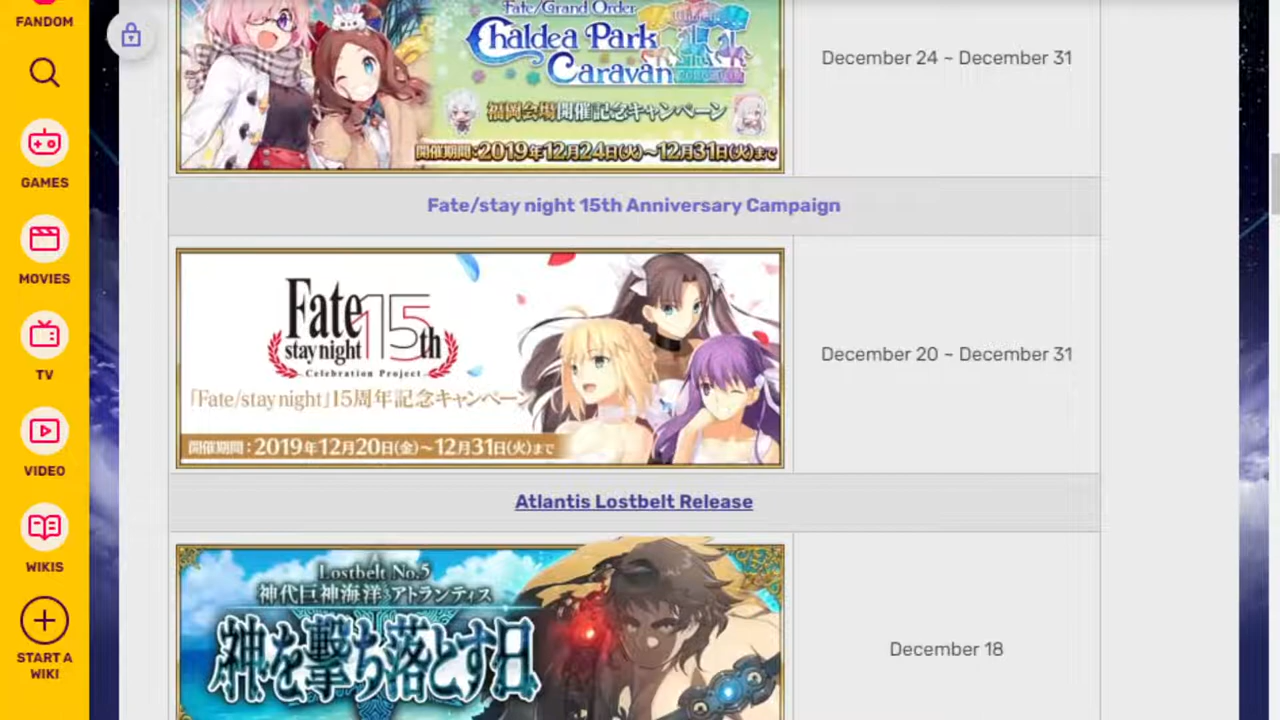 FANDOM
GAMES
MOVIES
TV
VIDEO
WIKIS
START A
WIKI
Fate/Grand Order
Chaldea Park
Caravan
福岡会場開催記念キャンペーン
開催期間:2019年12月24日(火)~12月31日(火)まで
December 24 ~ December 31
Fate/stay night 15th Anniversary Campaign
Fate 15th
stay night
Celebration Project
「Fate/stay night」15周年記念キャンペーン
開催期間:2019年12月20日(金)~12月31日(火)まで
December 20 ~ December 31
Atlantis Lostbelt Release
Lostbelt No.5
神代巨神海洋 アトランティス
神を撃ち落とす日
December 18